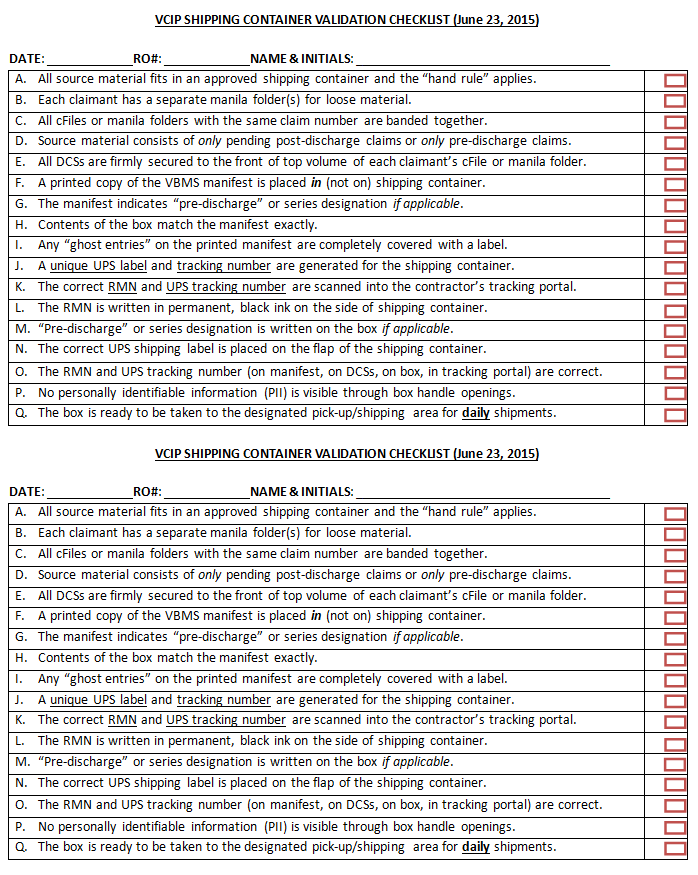 VCIP SHIPPING CONTAINER VALIDATION CHECKLIST (June 23, 2015)
DATE: ____________ RO#: ____________ NAME & INITIALS: ____________________________________
A. All source material fits in an approved shipping container and the “hand rule” applies.
B. Each claimant has a separate manila folder(s) for loose material.
C. All cFiles or manila folders with the same claim number are banded together.
D. Source material consists of only pending post-discharge claims or only pre-discharge claims.
E. All DCSs are firmly secured to the front of top volume of each claimant’s cFile or manila folder.
F. A printed copy of the VBMS manifest is placed in (not on) shipping container.
G. The manifest indicates “pre-discharge” or series designation if applicable.
H. Contents of the box match the manifest exactly.
I. Any “ghost entries” on the printed manifest are completely covered with a label.
J. A unique UPS label and tracking number are generated for the shipping container.
K. The correct RMN and UPS tracking number are scanned into the contractor’s tracking portal.
L. The RMN is written in permanent, black ink on the side of shipping container.
M. “Pre-discharge” or series designation is written on the box if applicable.
N. The correct UPS shipping label is placed on the flap of the shipping container.
O. The RMN and UPS tracking number (on manifest, on DCSs, on box, in tracking portal) are correct.
P. No personally identifiable information (PII) is visible through box handle openings.
Q. The box is ready to be taken to the designated pick-up/shipping area for daily shipments.
VCIP SHIPPING CONTAINER VALIDATION CHECKLIST (June 23, 2015)
DATE: ____________ RO#: ____________ NAME & INITIALS: ____________________________________
A. All source material fits in an approved shipping container and the “hand rule” applies.
B. Each claimant has a separate manila folder(s) for loose material.
C. All cFiles or manila folders with the same claim number are banded together.
D. Source material consists of only pending post-discharge claims or only pre-discharge claims.
E. All DCSs are firmly secured to the front of top volume of each claimant’s cFile or manila folder.
F. A printed copy of the VBMS manifest is placed in (not on) shipping container.
G. The manifest indicates “pre-discharge” or series designation if applicable.
H. Contents of the box match the manifest exactly.
I. Any “ghost entries” on the printed manifest are completely covered with a label.
J. A unique UPS label and tracking number are generated for the shipping container.
K. The correct RMN and UPS tracking number are scanned into the contractor’s tracking portal.
L. The RMN is written in permanent, black ink on the side of shipping container.
M. “Pre-discharge” or series designation is written on the box if applicable.
N. The correct UPS shipping label is placed on the flap of the shipping container.
O. The RMN and UPS tracking number (on manifest, on DCSs, on box, in tracking portal) are correct.
P. No personally identifiable information (PII) is visible through box handle openings.
Q. The box is ready to be taken to the designated pick-up/shipping area for daily shipments.